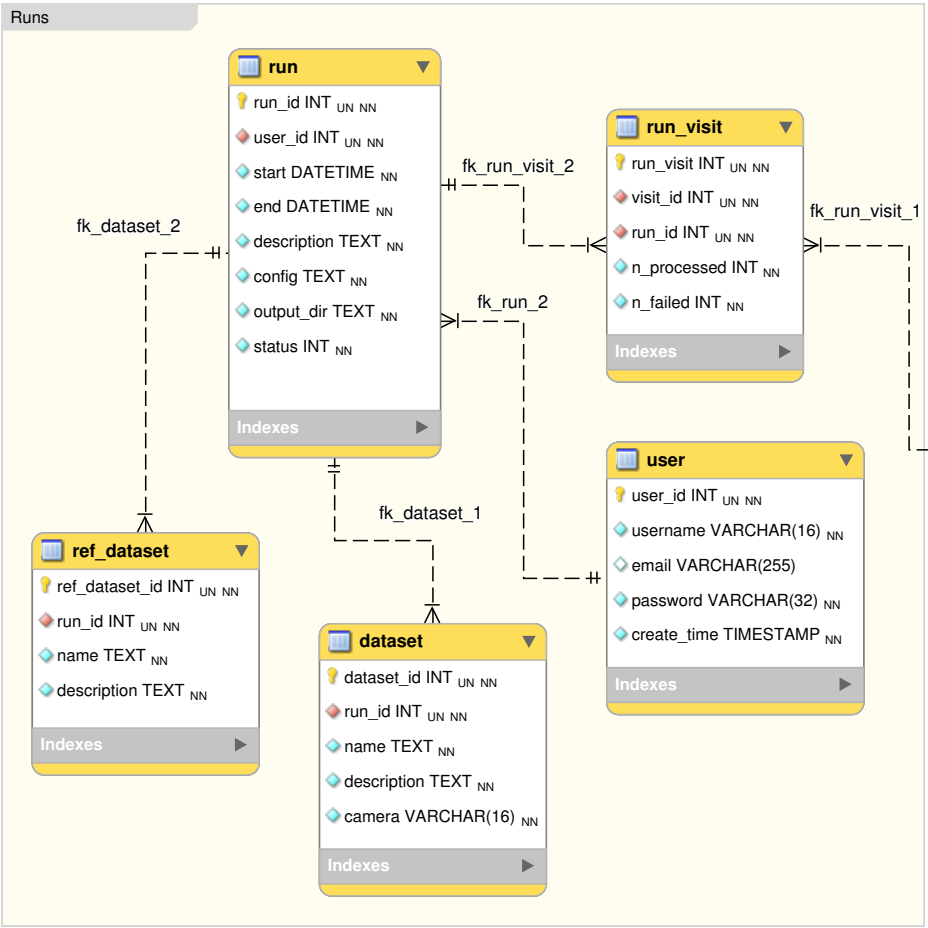 Runs
run
run_id INT UN NN
user_id INT UN NN
start DATETIME NN
end DATETIME NN
description TEXT NN
config TEXT NN
output_dir TEXT NN
status INT NN
Indexes
run_visit
run_visit INT UN NN
visit_id INT UN NN
run_id INT UN NN
n_processed INT NN
n_failed INT NN
Indexes
fk_run_visit_2
fk_run_visit_1
fk_dataset_2
fk_run_2
fk_dataset_1
user
user_id INT UN NN
username VARCHAR(16) NN
email VARCHAR(255)
password VARCHAR(32) NN
create_time TIMESTAMP NN
Indexes
ref_dataset
ref_dataset_id INT UN NN
run_id INT UN NN
name TEXT NN
description TEXT NN
Indexes
dataset
dataset_id INT UN NN
run_id INT UN NN
name TEXT NN
description TEXT NN
camera VARCHAR(16) NN
Indexes